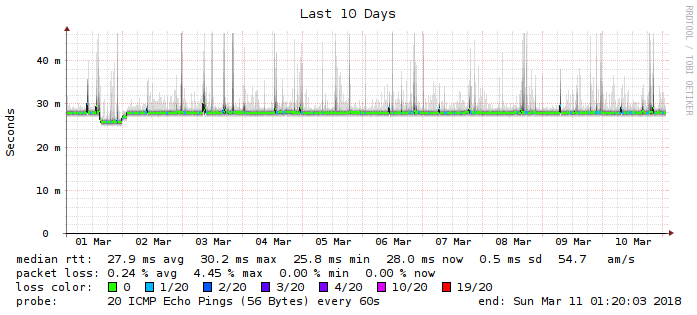 Last 10 Days
RRDTOOL / TOBI OETIKER
Seconds
40 m
30 m
20 m
10 m
0
01 Mar 02 Mar 03 Mar 04 Mar 05 Mar 06 Mar 07 Mar 08 Mar 09 Mar 10 Mar
median rtt: 27.9 ms avg 30.2 ms max 25.8 ms min 28.0 ms now 0.5 ms sd 54.7 am/s
packet loss: 0.24 % avg 4.45 % max 0.00 % min 0.00 % now
loss color: 0 1/20 2/20 3/20 4/20 10/20 19/20
probe: 20 ICMP Echo Pings (56 Bytes) every 60s end: Sun Mar 11 01:20:03 2018